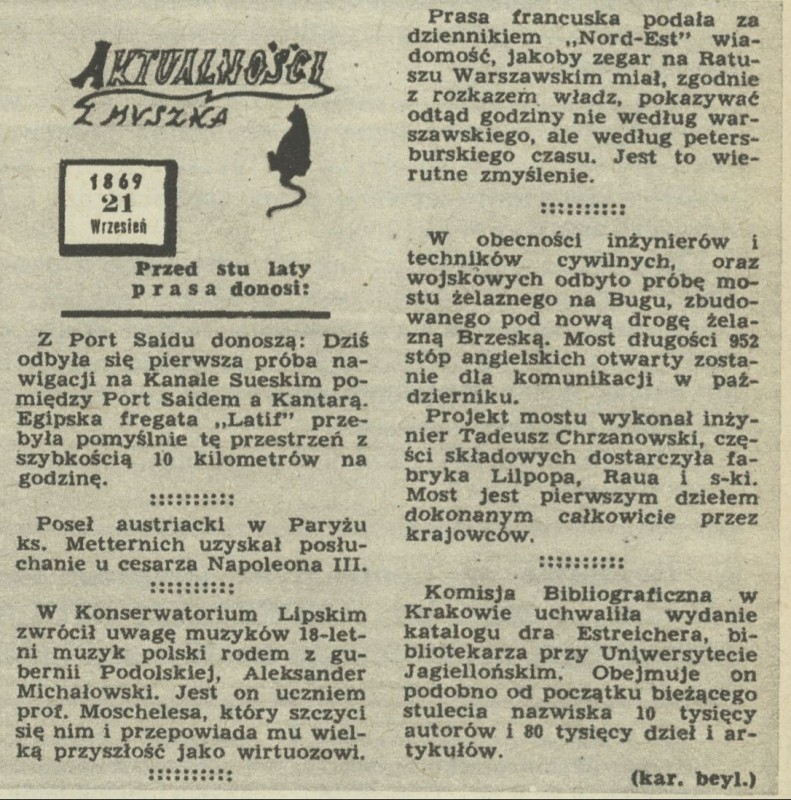 AKTUALNOŚCI
Z MYSZKĄ
1869
21
Wrzesień
Przed stu laty
prasa donosi:
Z Port Saidu donoszą: Dziś
odbyła się pierwsza próba na-
wigacji na Kanale Sueskim po-
między Port Saidem a Kantarą.
Egipska fregata „Latif” prze-
była pomyślnie tę przestrzeń z
szybkością 10 kilometrów na
godzinę.
Poseł austriacki w Paryżu
ks. Metternich uzyskał posłu-
chanie u cesarza Napoleona III.
W Konserwatorium Lipskim
zwrócił uwagę muzyków 18-let-
ni muzyk polski rodem z gu-
bernii Podolskiej, Aleksander
Michałowski. Jest on uczniem
prof. Moschelesa, który szczyci
się nim i przepowiada mu wiel-
ką przyszłość jako wirtuozowi.
Prasa francuska podała za
dziennikiem „Nord-Est” wia-
domość, jakoby zegar na Ratu-
szu Warszawskim miał, zgodnie
z rozkazem władz, pokazywać
odtąd godziny nie według war-
szawskiego, ale według peters-
burskiego czasu. Jest to wie-
rutne zmyślenie.
W obecności inżynierów i
techników cywilnych, oraz
wojskowych odbyto próbę mo-
stu żelaznego na Bugu, zbudo-
wanego pod nową drogę żela-
zną Brzeską. Most długości 952
stóp angielskich otwarty zosta-
nie dla komunikacji w paź-
dzierniku.
Projekt mostu wykonał inży-
nier Tadeusz Chrzanowski, czę-
ści składowych dostarczyła fa-
bryka Lilpopa, Raua i s-ki.
Most jest pierwszym dziełem
dokonanym całkowicie przez
krajowców.
Komisja Bibliograficzna w
Krakowie uchwaliła wydanie
katalogu dra Estreichera, bi-
bliotekarza przy Uniwersytecie
Jagiellońskim. Obejmuje on
podobno od początku bieżącego
stulecia nazwiska 10 tysięcy
autorów i 80 tysięcy dzieł i ar-
tykułów.
(kar. beyl.)